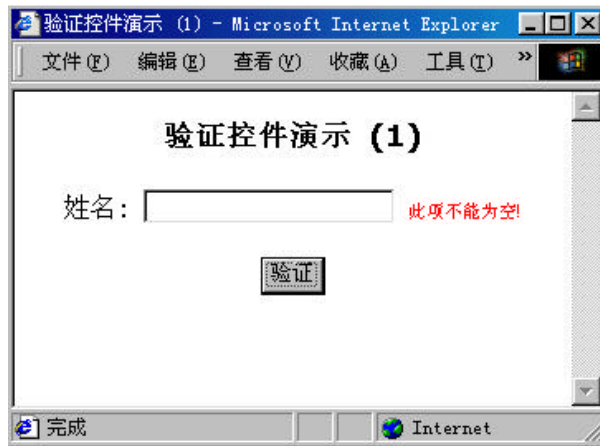 验证控件演示 (1) - Microsoft Internet Explorer
文件(F) 编辑(E) 查看(V) 收藏(A) 工具(T) »
验证控件演示 (1)
姓名: 此项不能为空!
验证
完成 Internet